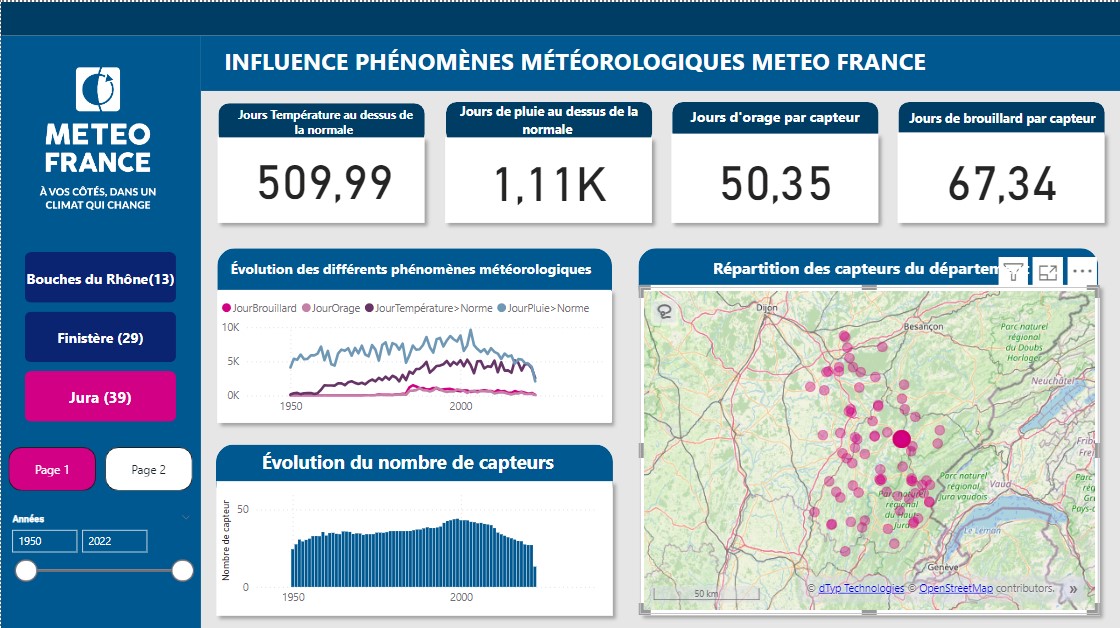 INFLUENCE PHÉNOMÈNES MÉTÉOROLOGIQUES METEO FRANCE
METEO
FRANCE
À VOS CÔTÉS, DANS UN
CLIMAT QUI CHANGE
Bouches du Rhône(13)
Finistère (29)
Jura (39)
Page 1
Page 2
Années
1950
2022
Jours Température au dessus de
la normale
509,99
Jours de pluie au dessus de la
normale
1,11K
Jours d'orage par capteur
50,35
Jours de brouillard par capteur
67,34
Évolution des différents phénomènes météorologiques
JourBrouillard
JourOrage
JourTempérature>Norme
JourPluie>Norme
10K
5K
0K
1950
2000
Évolution du nombre de capteurs
Nombre de capteur
50
0
1950
2000
Répartition des capteurs du départem
Dijon
Besançon
Parc naturel
régional
du Doubs
Horloger
Neuchâtel
Frib
Frei
Parc naturel
régional
jura vaudois
Vaud
Parc naturel
régional
du Haut-
Jura
Pays-c
Le Léman
Genève
50 km
© dTyp Technologies © OpenStreetMap contributors.